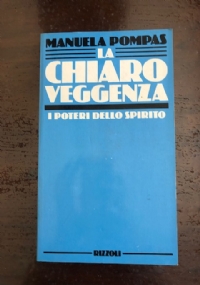 MANUELA POMPAS
LA
CHIARO
VEGGENZA
I POTERI DELLO SPIRITO
RIZZOLI